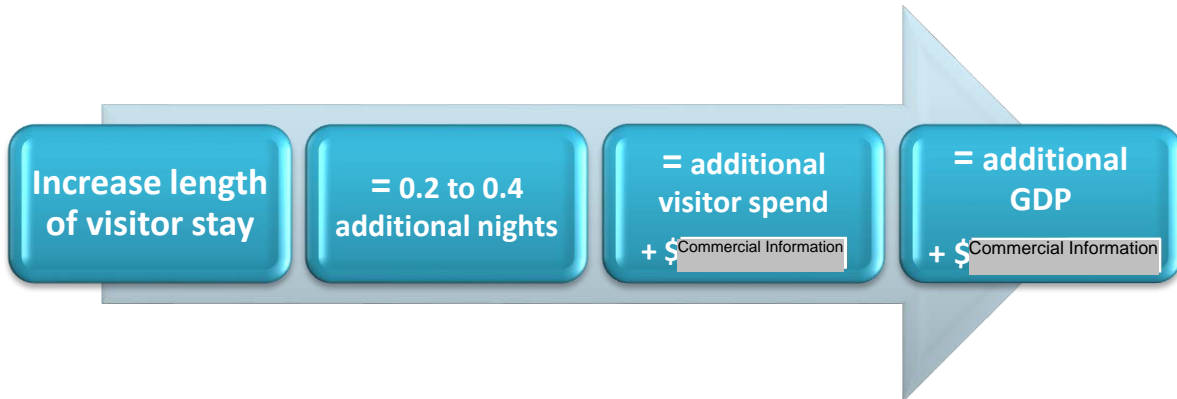 Increase length
of visitor stay
= 0.2 to 0.4
additional nights
= additional
visitor spend
+ $Commercial Information
= additional
GDP
+ $Commercial Information